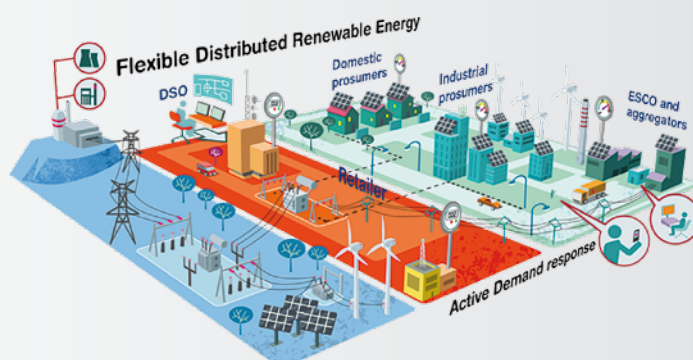 Flexible Distributed Renewable Energy
DSO
Domestic
prosumers
Industrial
prosumers
ESCO and
aggregators
Retailer
Active Demand response